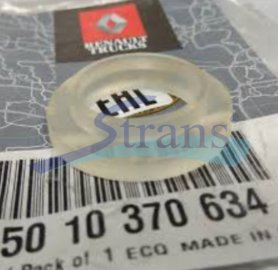 RENAULT
TRUCKS
EHL
Strans
50 10 370 634
Pack of 1 ECQ MADE IN